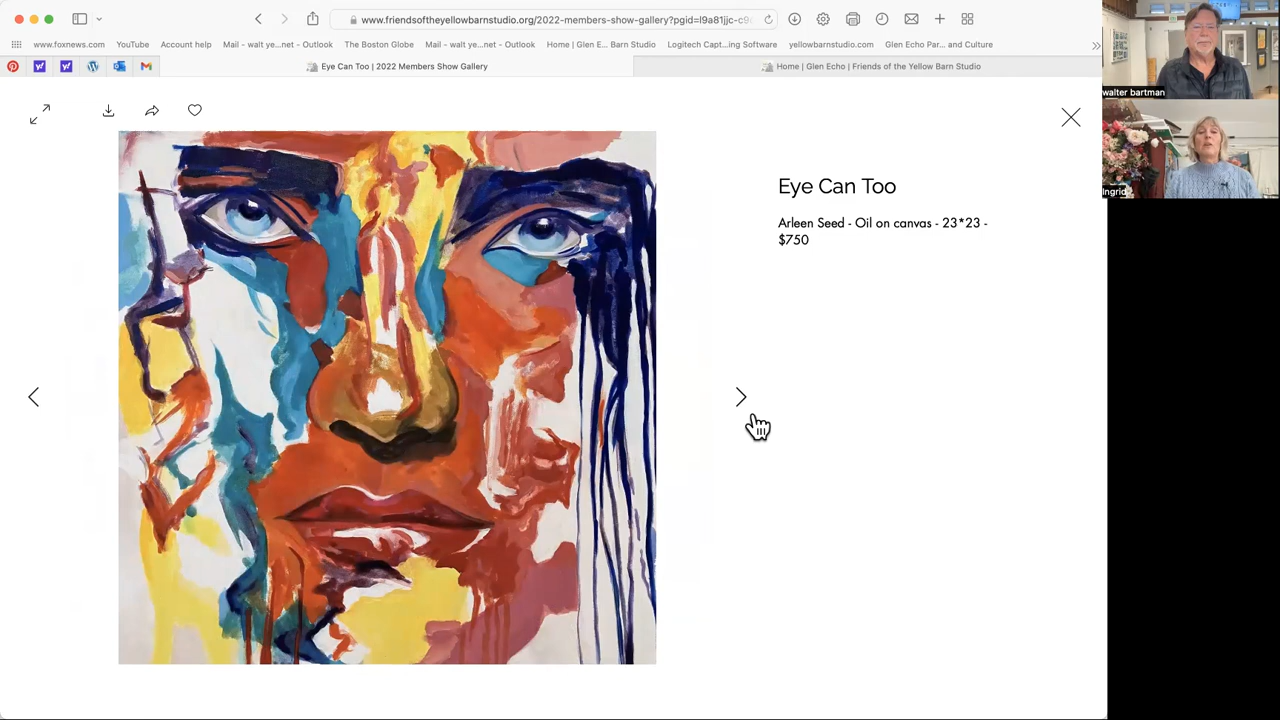 www.friendsoftheyellowbarnstudio.org/2022-members-show-gallery?pgid=l9a81jjc-c9
www.foxnews.com YouTube Account help Mail - walt ye...net - Outlook The Boston Globe Mail - walt ye...net - Outlook Home | Glen E... Barn Studio Logitech Capt...ing Software yellowbarnstudio.com Glen Echo Par... and Culture
Eye Can Too | 2022 Members Show Gallery
Home | Glen Echo | Friends of the Yellow Barn Studio
walter bartman
Ingrid
Eye Can Too
Arleen Seed - Oil on canvas - 23*23 -
$750